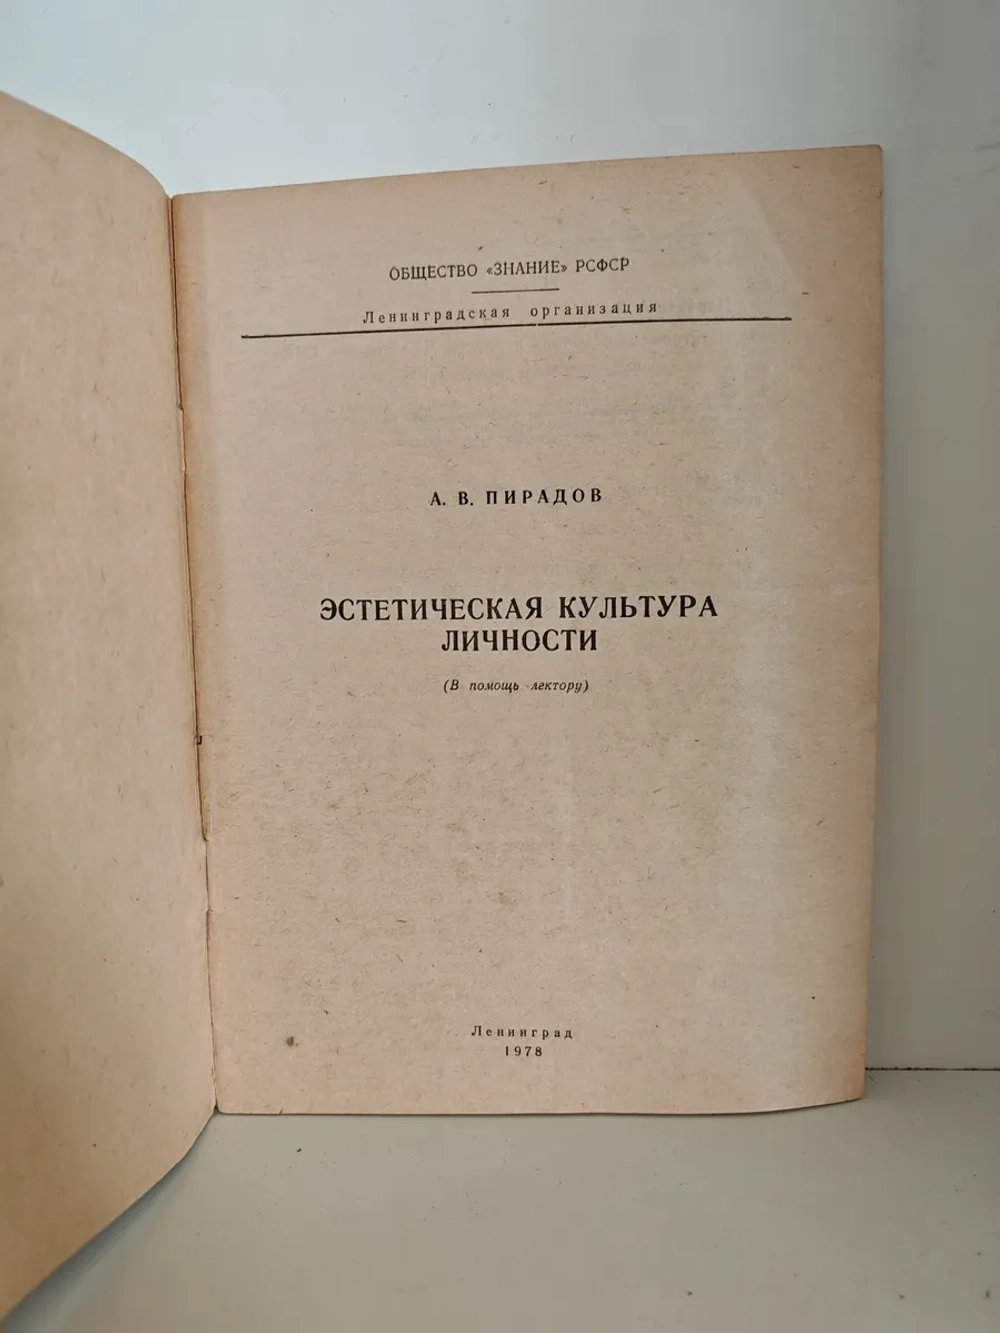 ОБЩЕСТВО «ЗНАНИЕ» РСФСР
Ленинградская организация
А. В. ПИРАДОВ
ЭСТЕТИЧЕСКАЯ КУЛЬТУРА
ЛИЧНОСТИ
(В помощь лектору)
Ленинград
1978